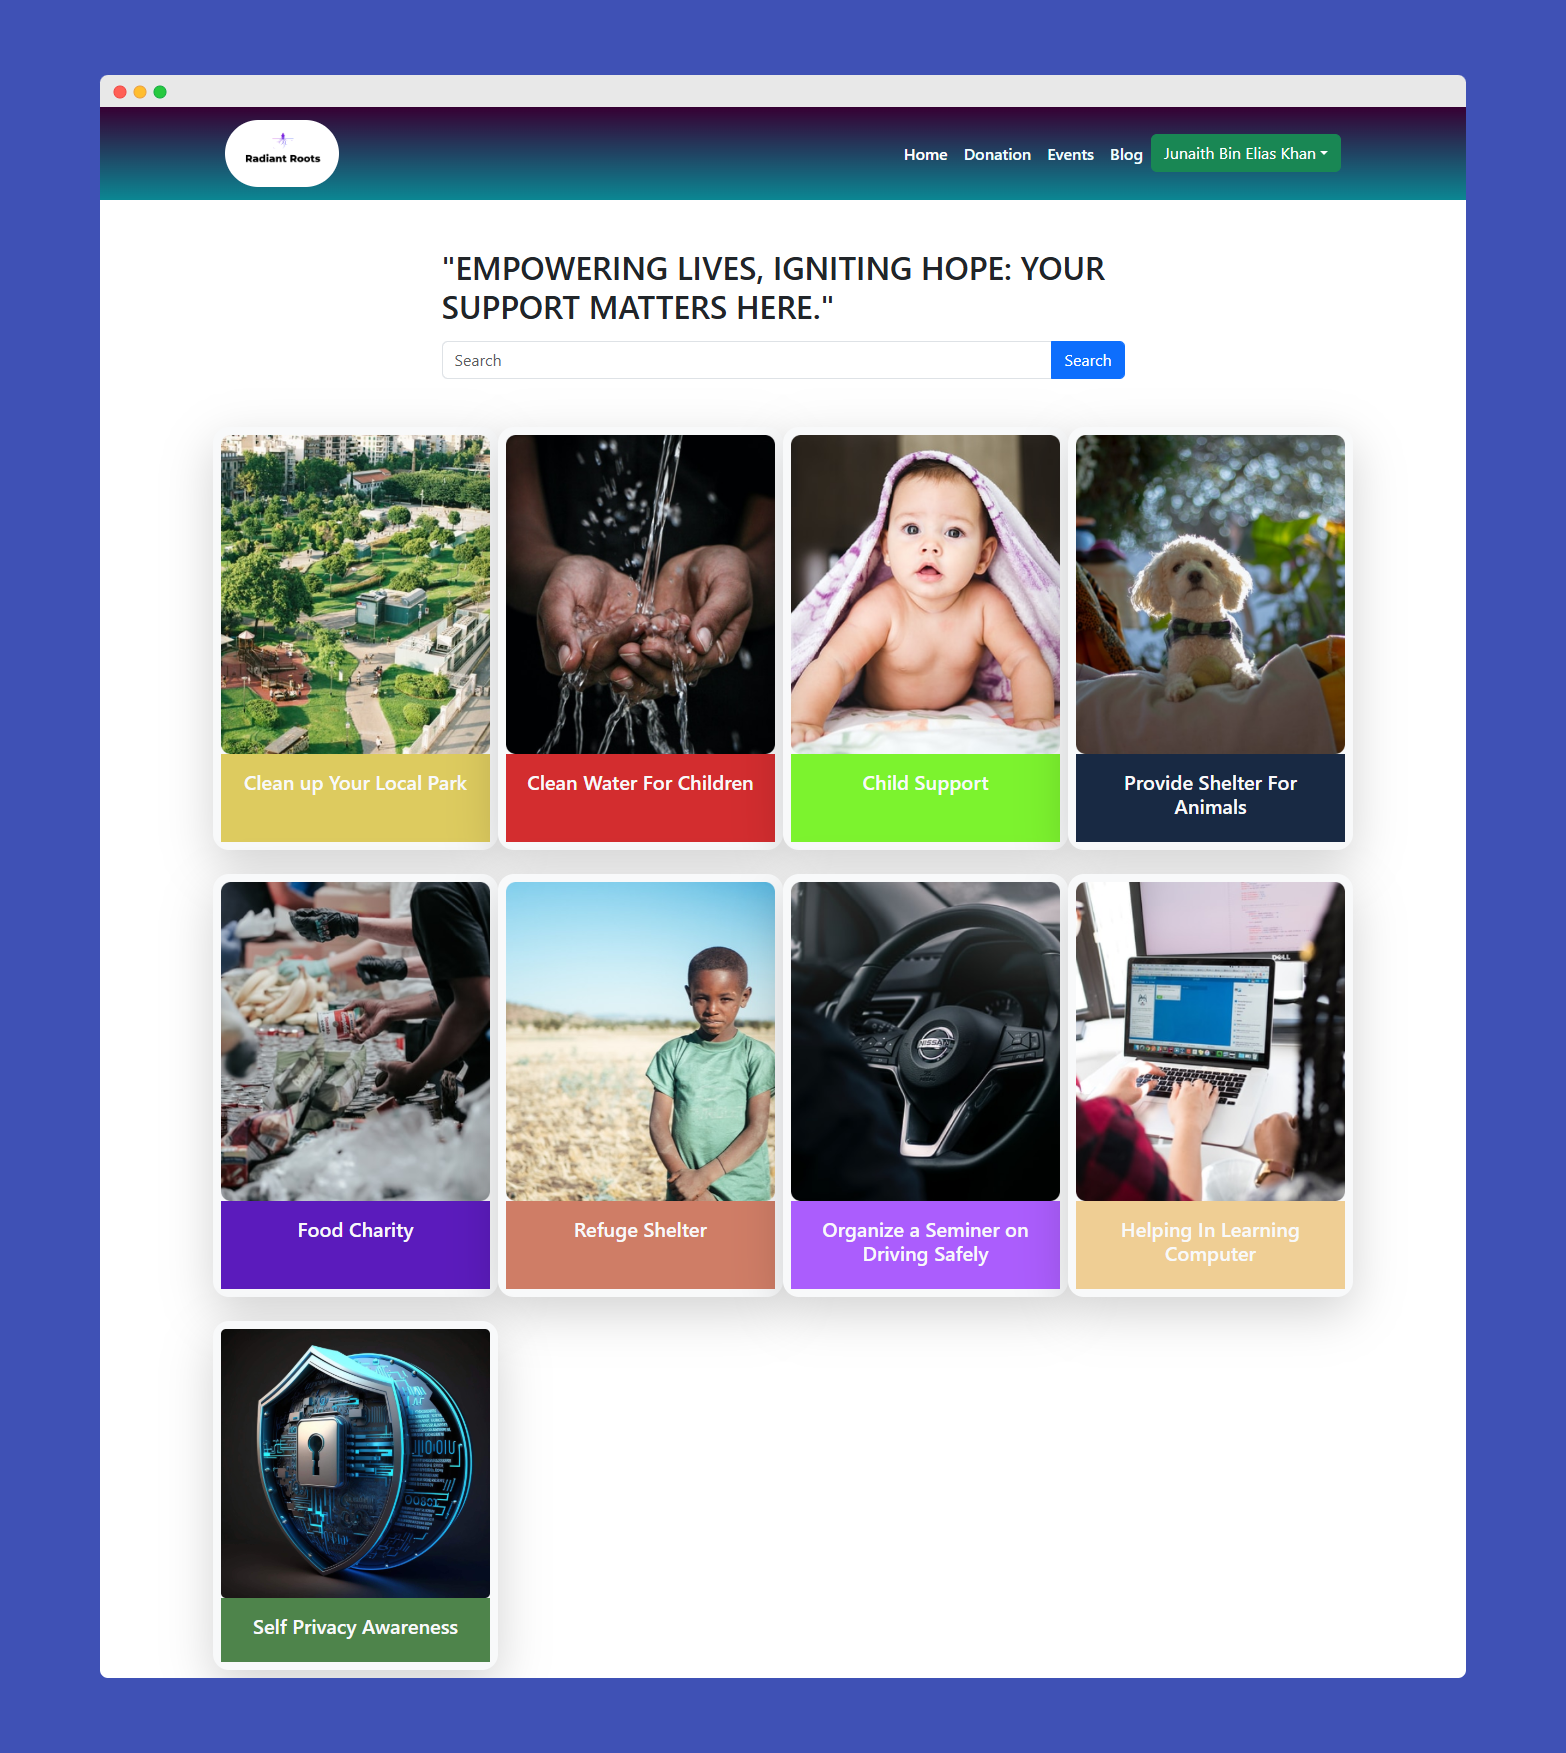 Radiant Roots
Home Donation Events Blog Junaith Bin Elias Khan
"EMPOWERING LIVES, IGNITING HOPE: YOUR
SUPPORT MATTERS HERE."
Search Search
Clean up Your Local Park
Clean Water For Children
Child Support
Provide Shelter For
Animals
NISSAN
DELL
Food Charity
Refuge Shelter
Organize a Seminer on
Driving Safely
Helping In Learning
Computer
Self Privacy Awareness